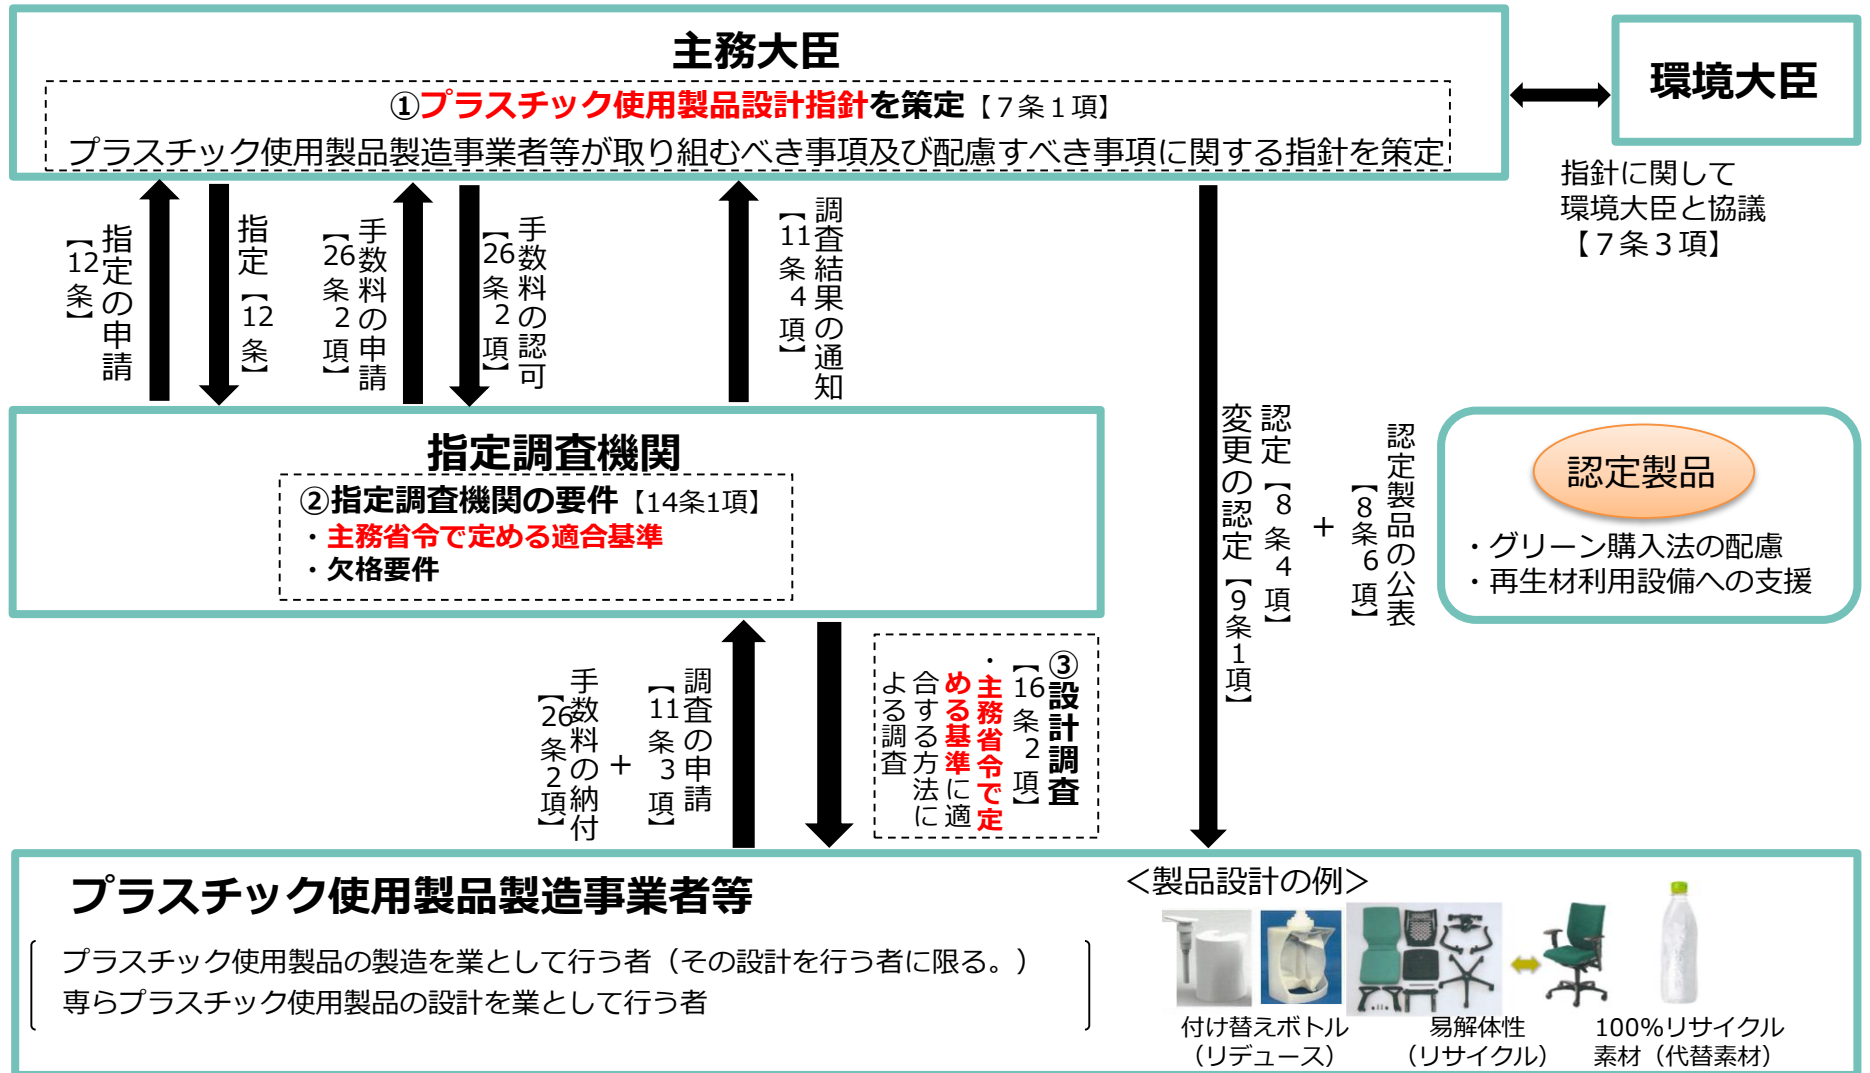 主務大臣
①プラスチック使用製品設計指針を策定【７条１項】
プラスチック使用製品製造事業者等が取り組むべき事項及び配慮すべき事項に関する指針を策定
環境大臣
指針に関して
環境大臣と協議
【７条３項】
指定の申請
【12条】
指定【12条】
手数料の申請
【26条２項】
手数料の認可
【26条２項】
調査結果の通知
【11条４項】
指定調査機関
②指定調査機関の要件【14条1項】
・主務省令で定める適合基準
・欠格要件
認定【８条４項】
変更の認定【９条１項】
+
認定製品の公表
【８条６項】
認定製品
・グリーン購入法の配慮
・再生材利用設備への支援
調査の申請
【11条３項】
+
手数料の納付
【26条２項】
③設計調査
【16条２項】
・主務省令で定
める基準に適
合する方法に
よる調査
プラスチック使用製品製造事業者等
プラスチック使用製品の製造を業として行う者（その設計を行う者に限る。）
専らプラスチック使用製品の設計を業として行う者
＜製品設計の例＞
付け替えボトル
（リデュース）
易解体性
（リサイクル）
100%リサイクル
素材（代替素材）